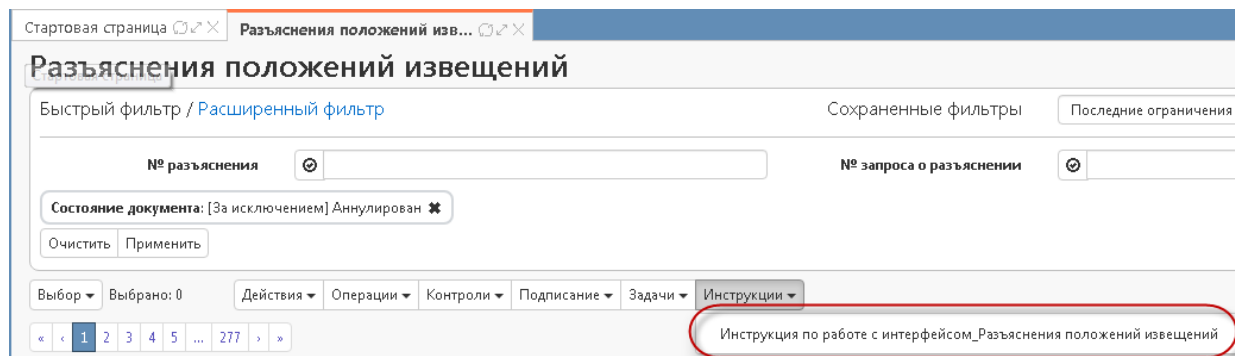 Стартовая страница Разъяснения положений изв...
Разъяснения положений извещений
Стартовая страница
Быстрый фильтр / Расширенный фильтр Сохраненные фильтры Последние ограничения
№ разъяснения № запроса о разъяснении
Состояние документа: [За исключением] Аннулирован
Очистить Применить
Выбор Выбрано: 0 Действия Операции Контроли Подписание Задачи Инструкции
« ‹ 1 2 3 4 5 ... 277 › » Инструкция по работе с интерфейсом_Разъяснения положений извещений